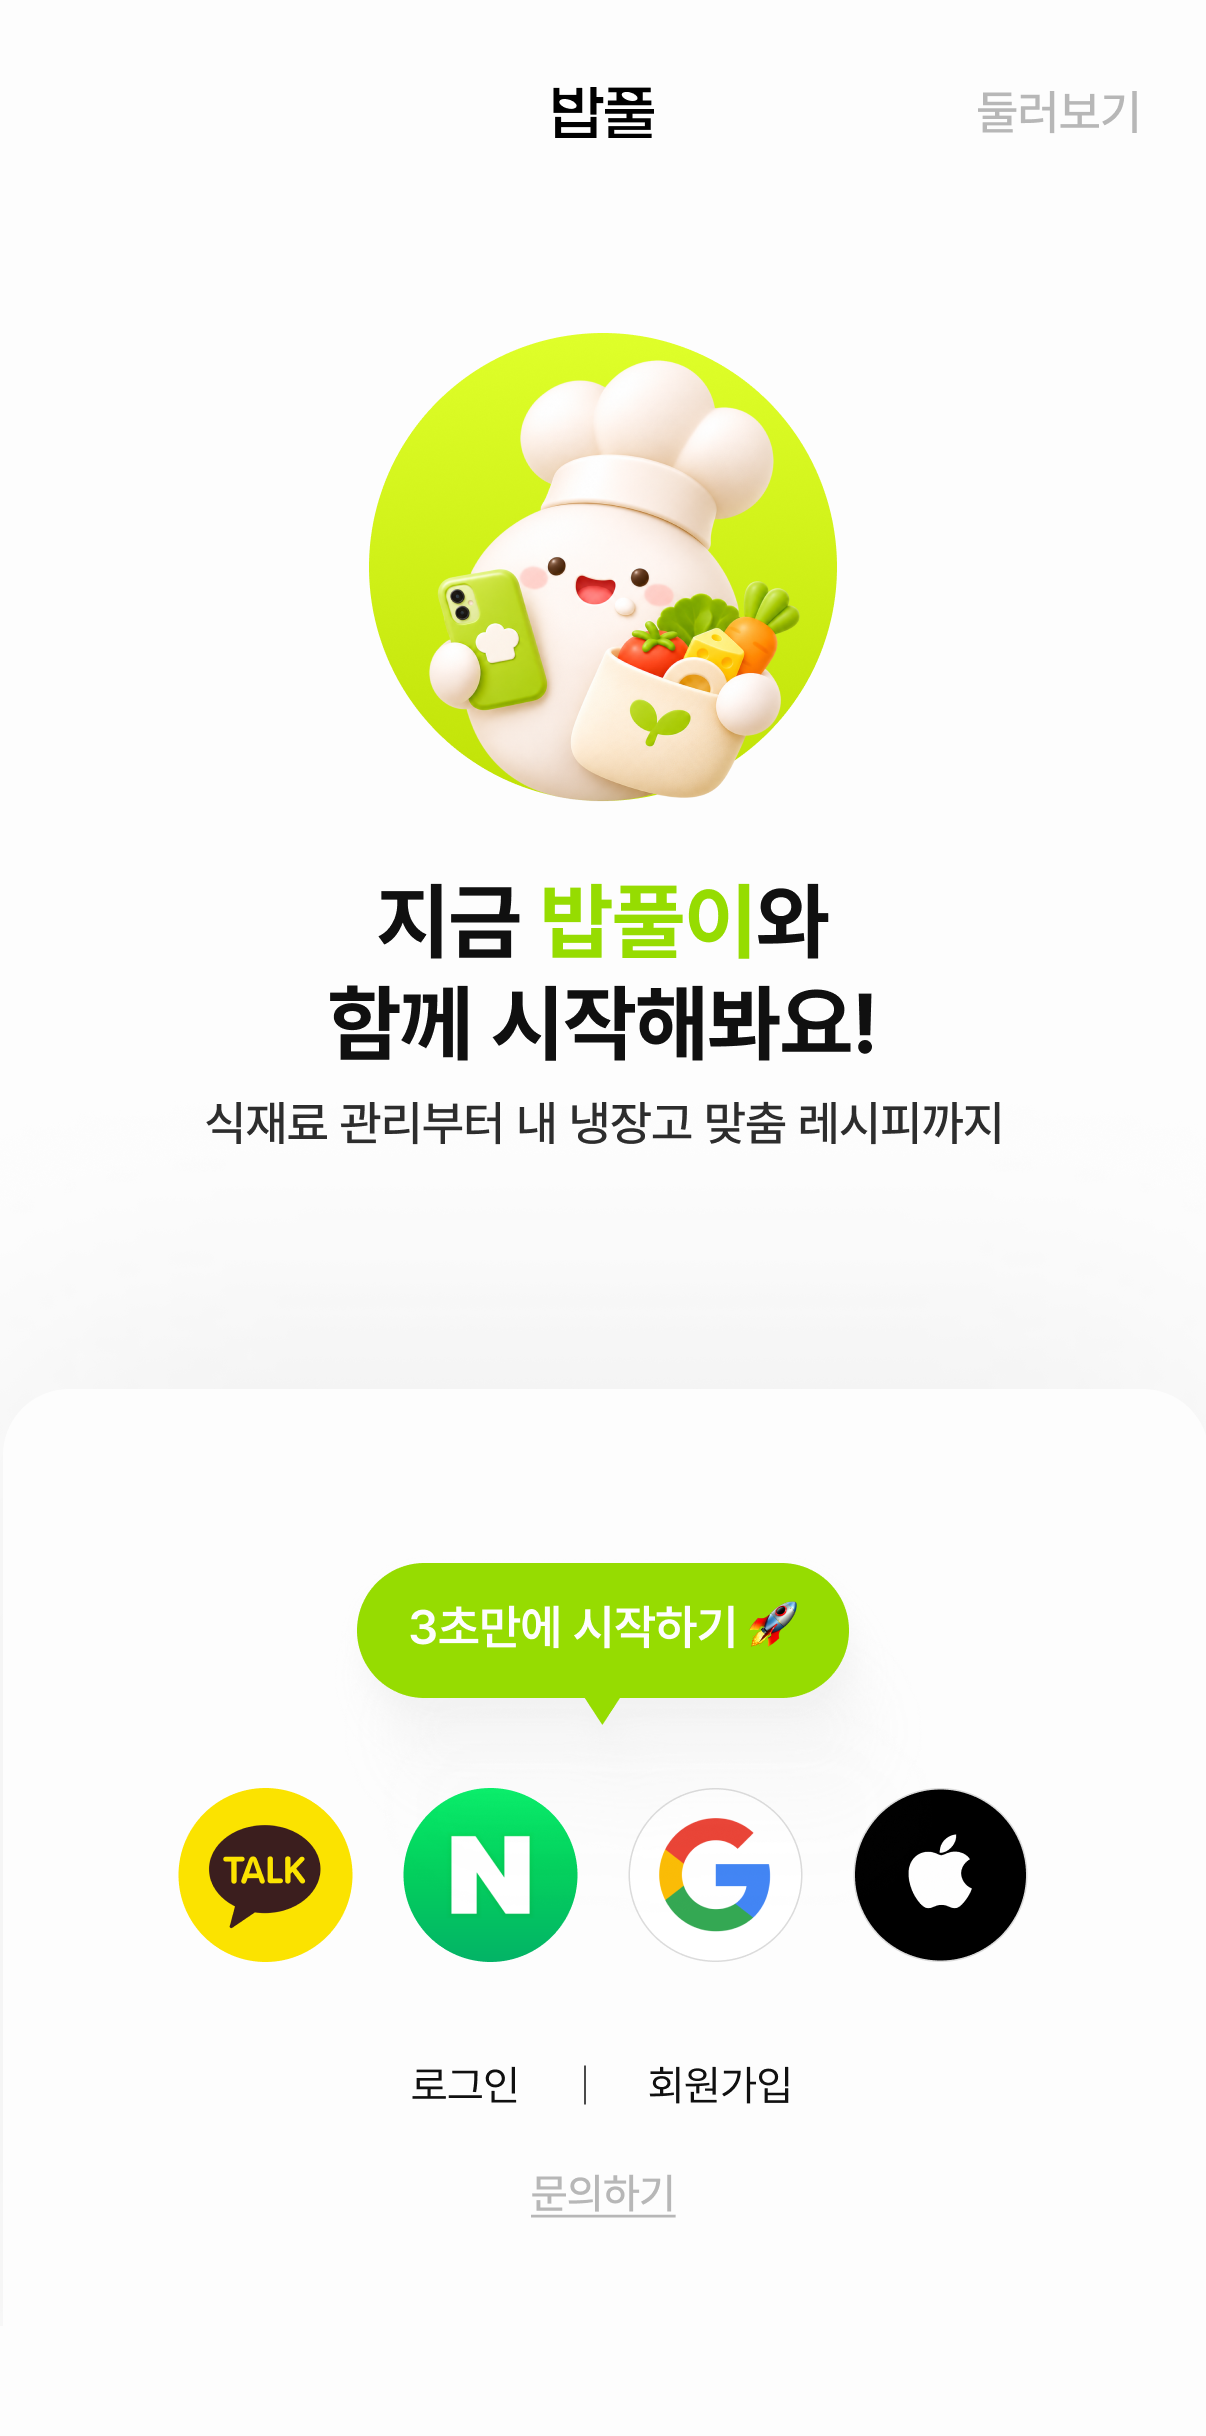 밥풀
둘러보기
지금 밥풀이와
함께 시작해봐요!
식재료 관리부터 내 냉장고 맞춤 레시피까지
3초만에 시작하기 🚀
TALK
N
G
로그인 | 회원가입
문의하기